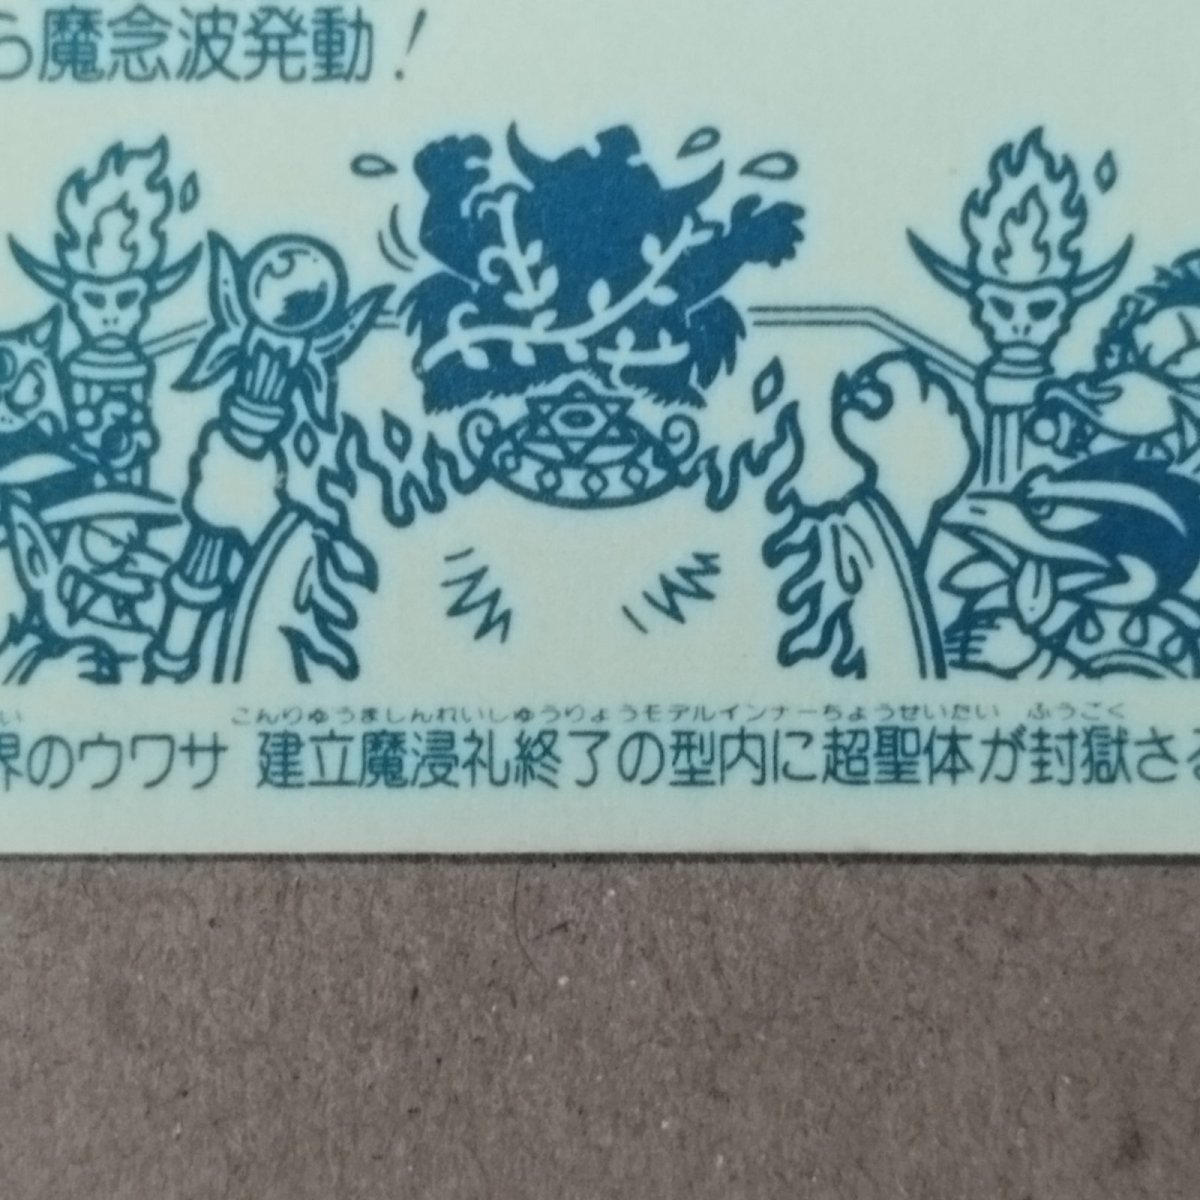 ら魔念波発動！
い こんりゅうましんれいしゅうりょうモデルインナーちょうせいたい ふうごく
界のウワサ 建立魔浸礼終了の型内に超聖体が封獄さる